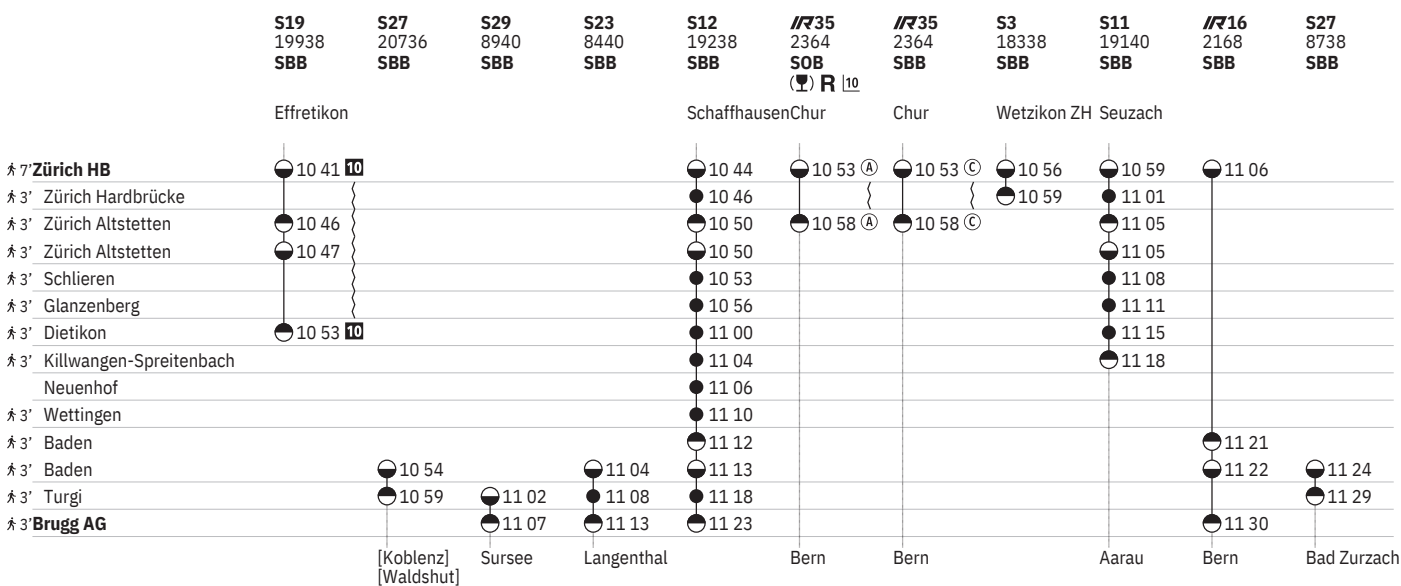 S19 S27 S29 S23 S12 IR35 IR35 S3 S11 IR16 S27
19938 20736 8940 8440 19238 2364 2364 18338 19140 2168 8738
SBB SBB SBB SBB SBB SOB SBB SBB SBB SBB SBB
R 10
Effretikon Schaffhausen Chur Chur Wetzikon ZH Seuzach
7’ Zürich HB 10 41 10 10 44 10 53 A 10 53 C 10 56 10 59 11 06
3’ Zürich Hardbrücke 10 46 10 59 11 01
3’ Zürich Altstetten 10 46 10 50 10 58 A 10 58 C 11 05
3’ Zürich Altstetten 10 47 10 50 11 05
3’ Schlieren 10 53 11 08
3’ Glanzenberg 10 56 11 11
3’ Dietikon 10 53 10 11 00 11 15
3’ Killwangen-Spreitenbach 11 04 11 18
Neuenhof 11 06
3’ Wettingen 11 10
3’ Baden 11 12 11 21
3’ Baden 10 54 11 04 11 13 11 22 11 24
3’ Turgi 10 59 11 02 11 08 11 18 11 29
3’ Brugg AG 11 07 11 13 11 23 11 30
[Koblenz] Sursee Langenthal Bern Bern Aarau Bern Bad Zurzach
[Waldshut]